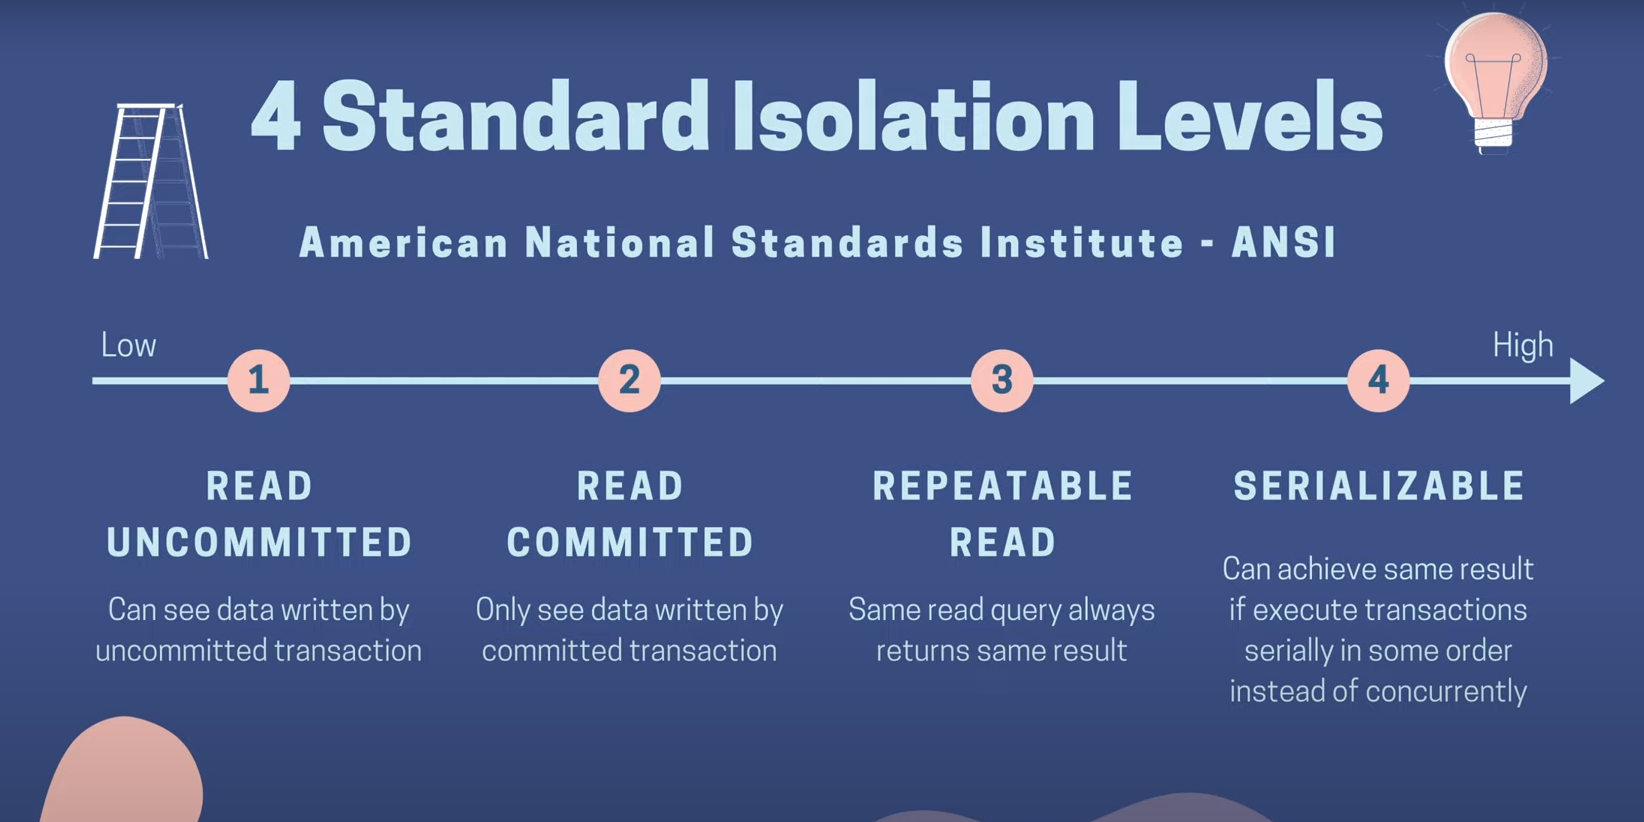 4 Standard Isolation Levels
American National Standards Institute - ANSI
Low
High
1
2
3
4
READ
UNCOMMITTED
Can see data written by
uncommitted transaction
READ
COMMITTED
Only see data written by
committed transaction
REPEATABLE
READ
Same read query always
returns same result
SERIALIZABLE
Can achieve same result
if execute transactions
serially in some order
instead of concurrently